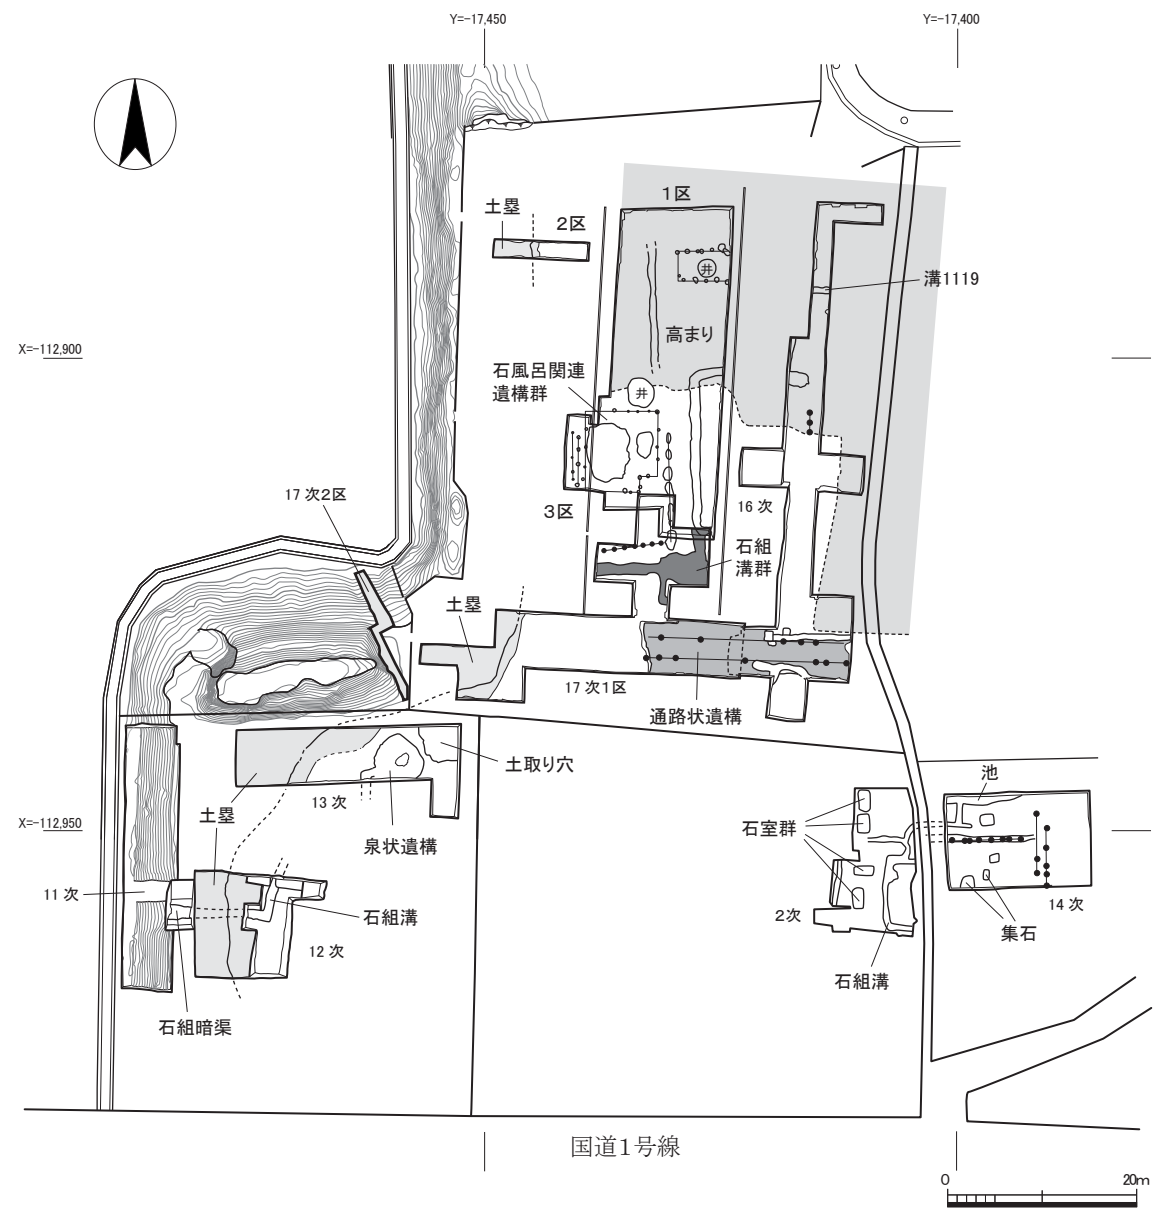 Y=-17,450
Y=-17,400
1区
土塁
2区
井
溝1119
高まり
X=-112,900
石風呂関連
遺構群
井
17次2区
16次
3区
石組
溝群
土塁
17次1区
通路状遺構
土取り穴
池
13次
X=-112,950
土塁
石室群
泉状遺構
11次
石組溝
2次
14次
集石
12次
石組溝
石組暗渠
国道1号線
0
20m